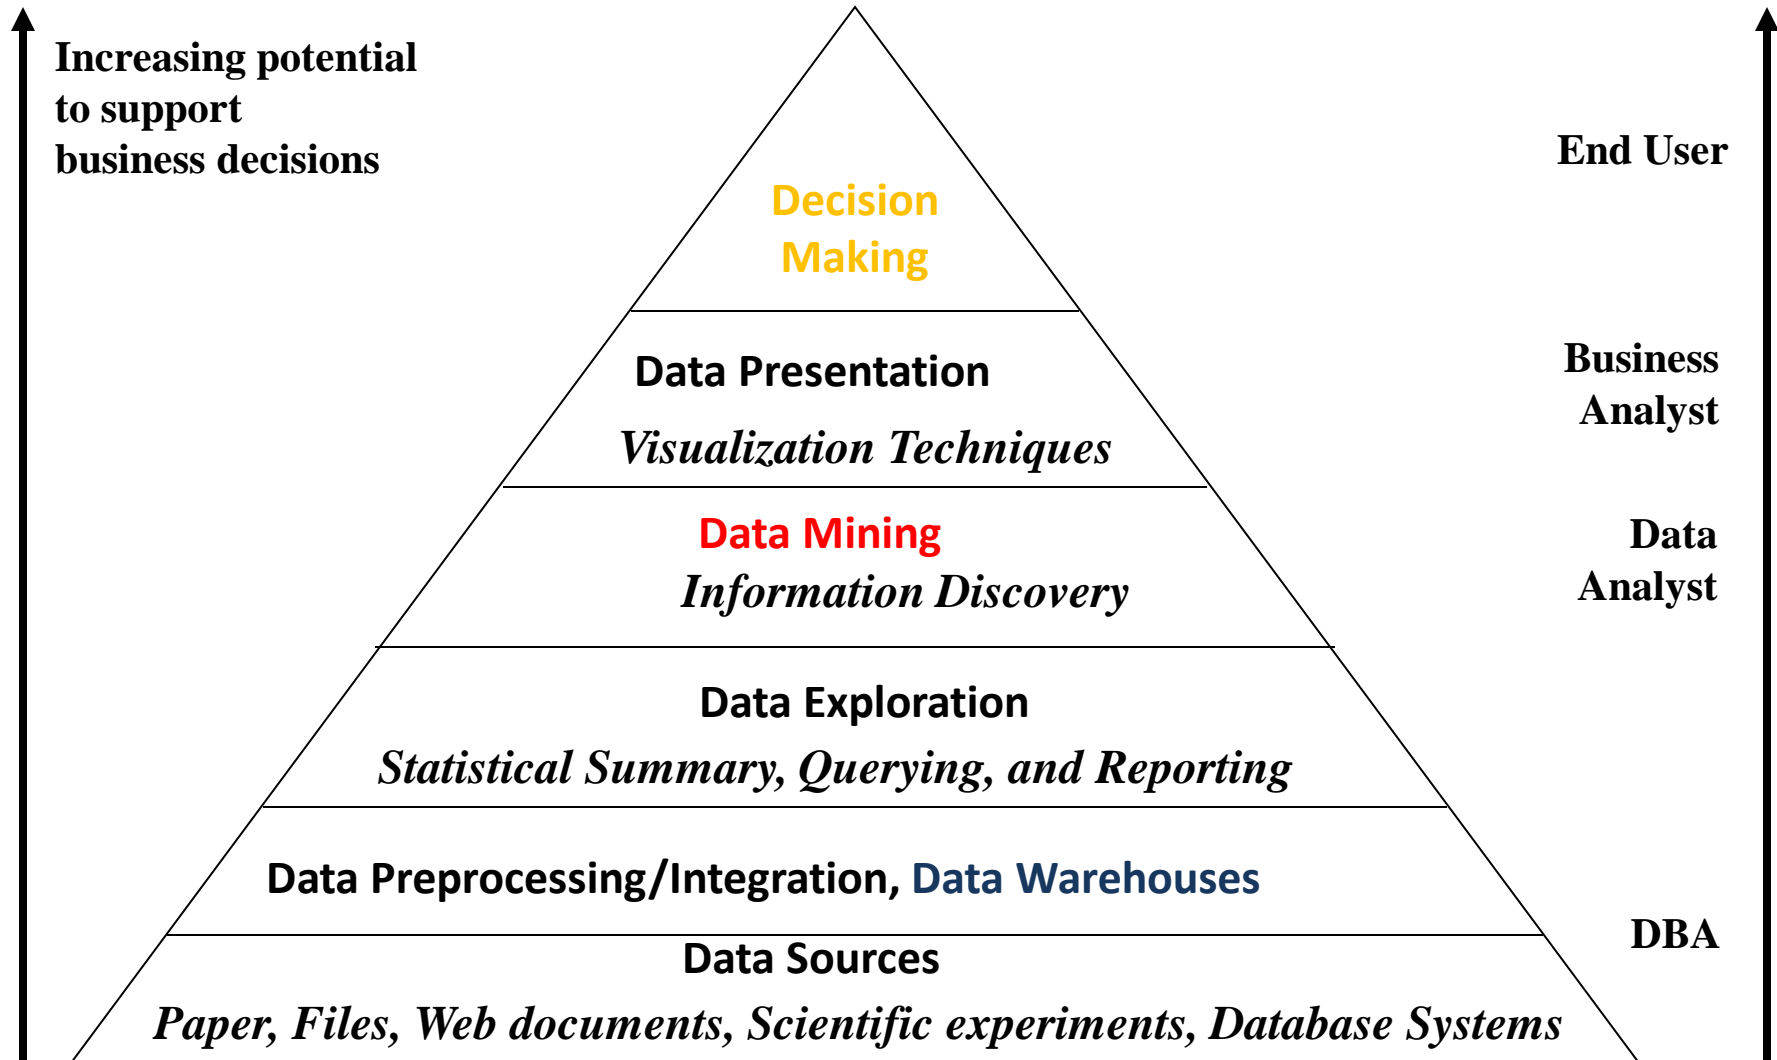 Increasing potential
to support
business decisions
End User
Decision
Making
Data Presentation
Visualization Techniques
Business
Analyst
Data Mining
Information Discovery
Data
Analyst
Data Exploration
Statistical Summary, Querying, and Reporting
Data Preprocessing/Integration, Data Warehouses
DBA
Data Sources
Paper, Files, Web documents, Scientific experiments, Database Systems